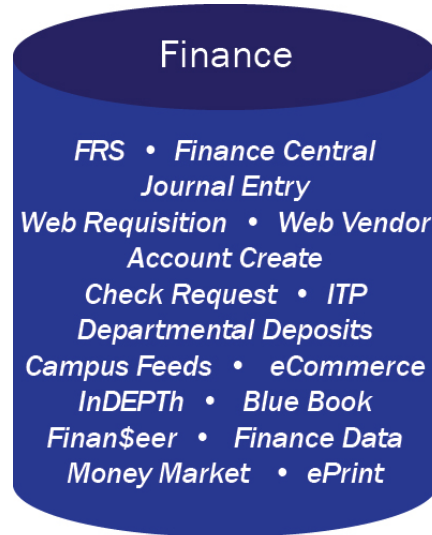 Finance
FRS • Finance Central
Journal Entry
Web Requisition • Web Vendor
Account Create
Check Request • ITP
Departmental Deposits
Campus Feeds • eCommerce
InDEPTh • Blue Book
Finan$eer • Finance Data
Money Market • ePrint